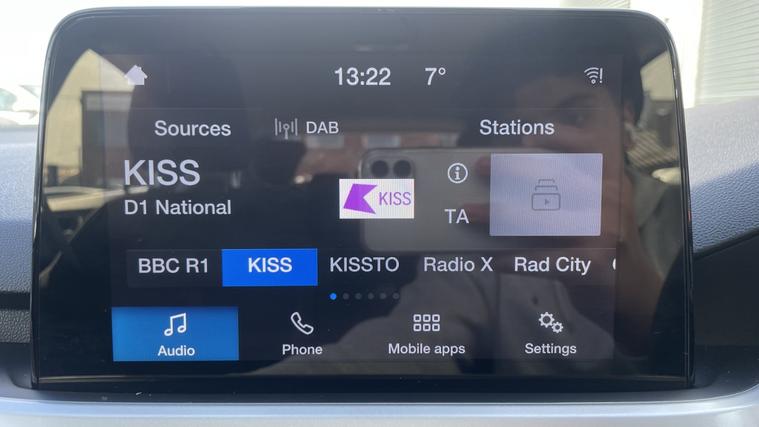 13:22 7°
Sources DAB Stations
KISS
D1 National
KISS
TA
BBC R1 KISS KISSTO Radio X Rad City
Audio Phone Mobile apps Settings